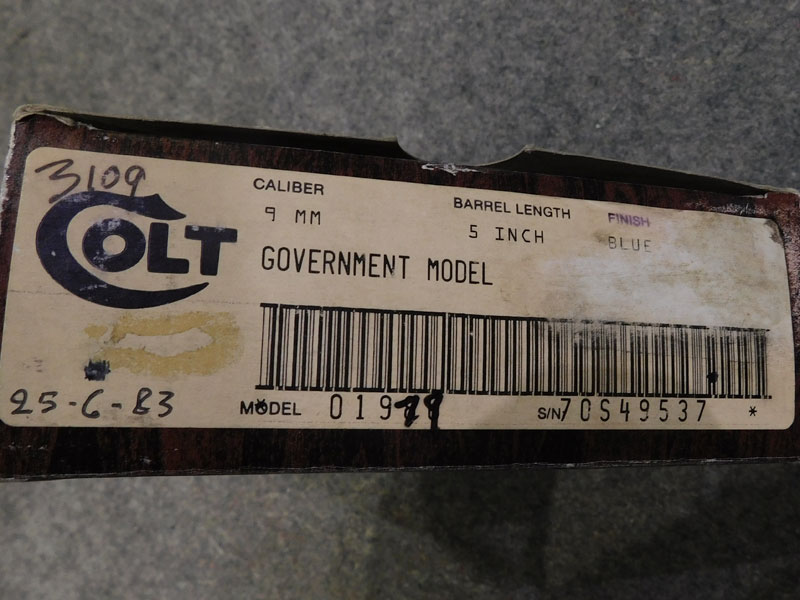 3109
COLT
CALIBER
9 MM
BARREL LENGTH
5 INCH
FINISH
BLUE
GOVERNMENT MODEL
25-6-83
MODEL
S/N 70S49537 *